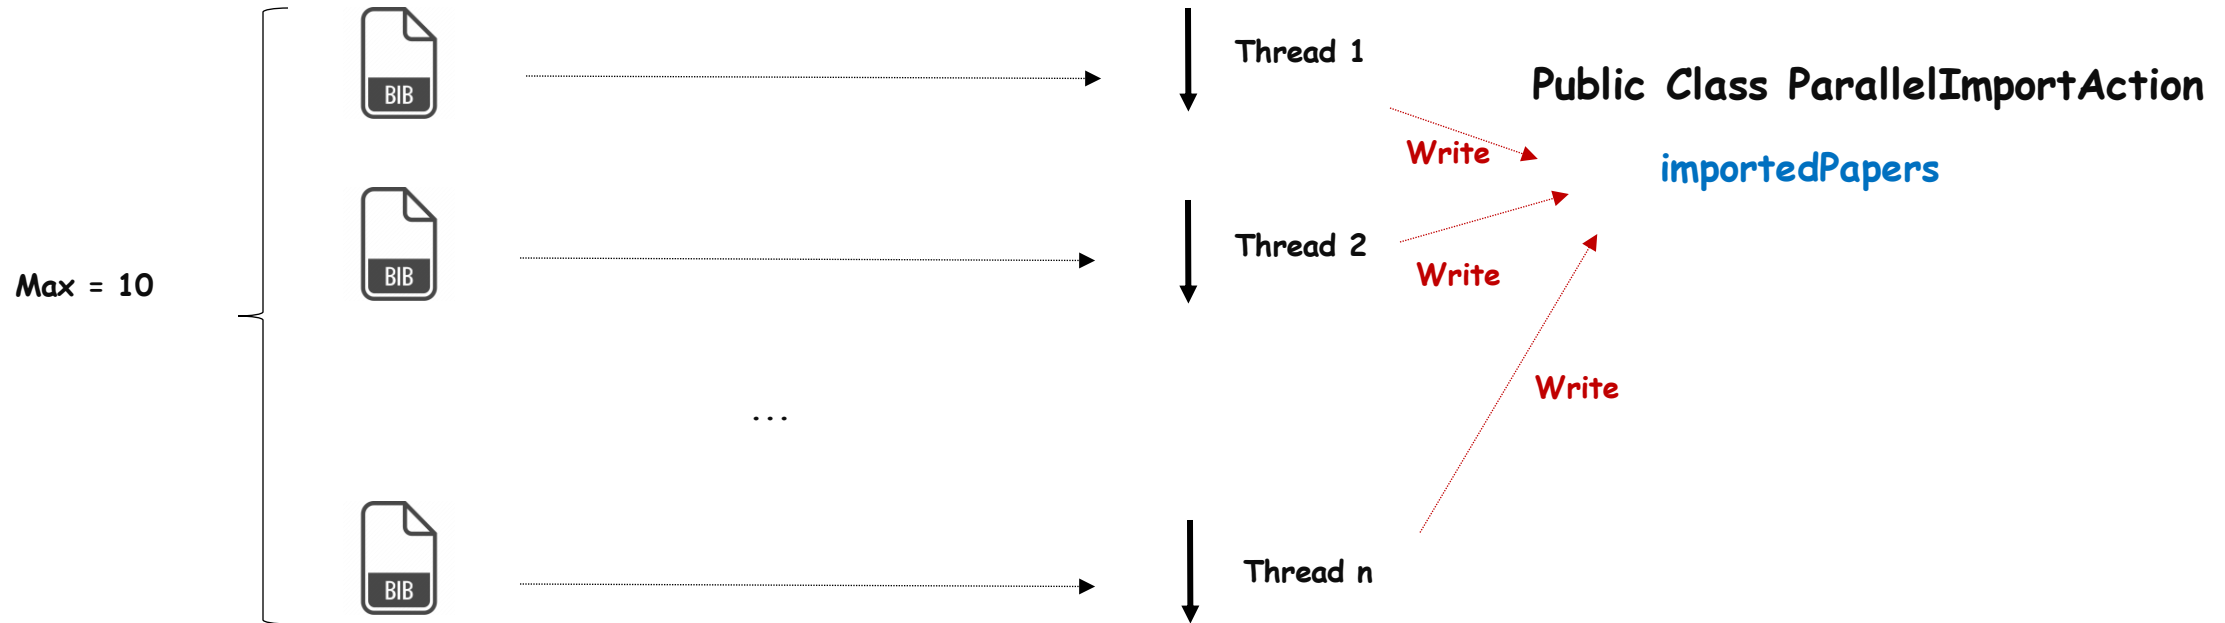 BIB
Thread 1
Public Class ParallelImportAction
Write
importedPapers
BIB
Thread 2
Write
Max = 10
Write
...
BIB
Thread n